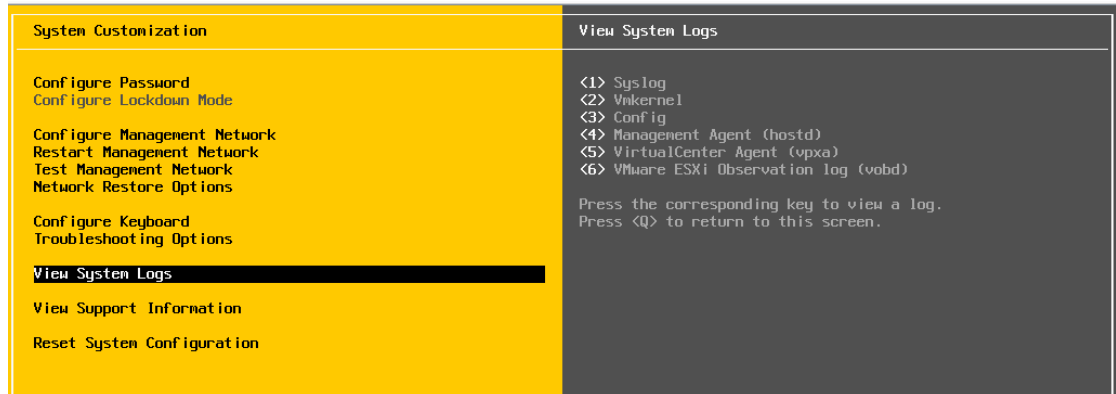 System Customization
Configure Password
Configure Lockdown Mode
Configure Management Network
Restart Management Network
Test Management Network
Network Restore Options
Configure Keyboard
Troubleshooting Options
View System Logs
View Support Information
Reset System Configuration
View System Logs
<1> Syslog
<2> Vmkernel
<3> Config
<4> Management Agent (hostd)
<5> VirtualCenter Agent (vpxa)
<6> VMware ESXi Observation log (vobd)
Press the corresponding key to view a log.
Press <Q> to return to this screen.